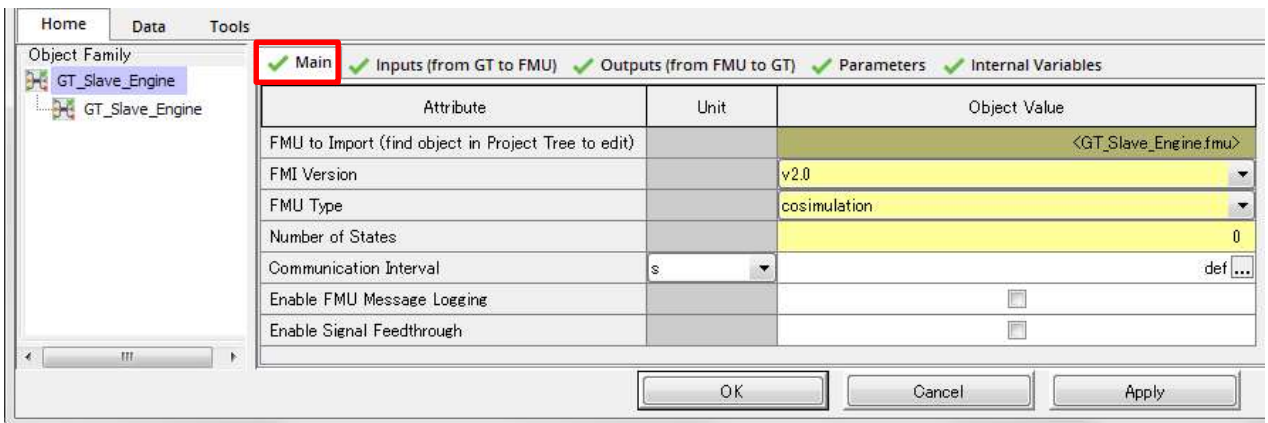 Home Data Tools
Object Family
GT_Slave_Engine
GT_Slave_Engine
Main Inputs (from GT to FMU) Outputs (from FMU to GT) Parameters Internal Variables
Attribute Unit Object Value
FMU to Import (find object in Project Tree to edit) <GT_Slave_Engine.fmu>
FMI Version v2.0
FMU Type cosimulation
Number of States 0
Communication Interval s def ...
Enable FMU Message Logging
Enable Signal Feedthrough
OK Cancel Apply